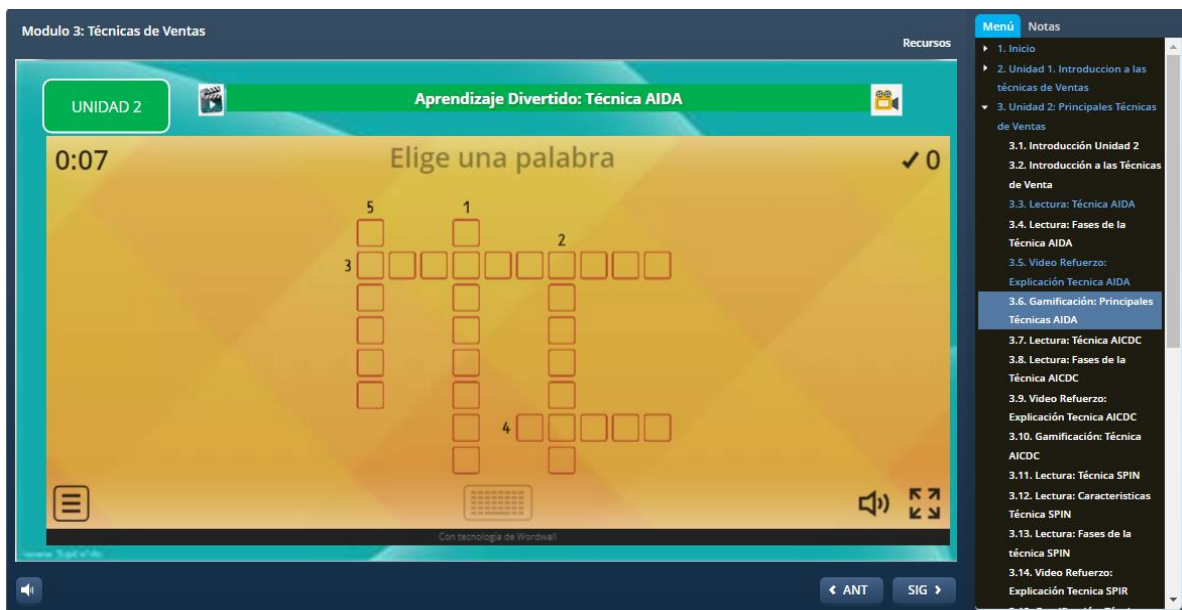 Modulo 3: Técnicas de Ventas
Recursos
UNIDAD 2
Aprendizaje Divertido: Técnica AIDA
0:07
Elige una palabra
✓ 0
5
1
2
3
4
Con tecnología de Wordwall
ANT
SIG
Menú
Notas
1. Inicio
2. Unidad 1. Introduccion a las
técnicas de Ventas
3. Unidad 2: Principales Técnicas
de Ventas
3.1. Introducción Unidad 2
3.2. Introducción a las Técnicas
de Venta
3.3. Lectura: Técnica AIDA
3.4. Lectura: Fases de la
Técnica AIDA
3.5. Video Refuerzo:
Explicación Tecnica AIDA
3.6. Gamificación: Principales
Técnicas AIDA
3.7. Lectura: Técnica AICDC
3.8. Lectura: Fases de la
Técnica AICDC
3.9. Video Refuerzo:
Explicación Tecnica AICDC
3.10. Gamificación: Técnica
AICDC
3.11. Lectura: Técnica SPIN
3.12. Lectura: Caracteristicas
Técnica SPIN
3.13. Lectura: Fases de la
técnica SPIN
3.14. Video Refuerzo:
Explicación Tecnica SPIR